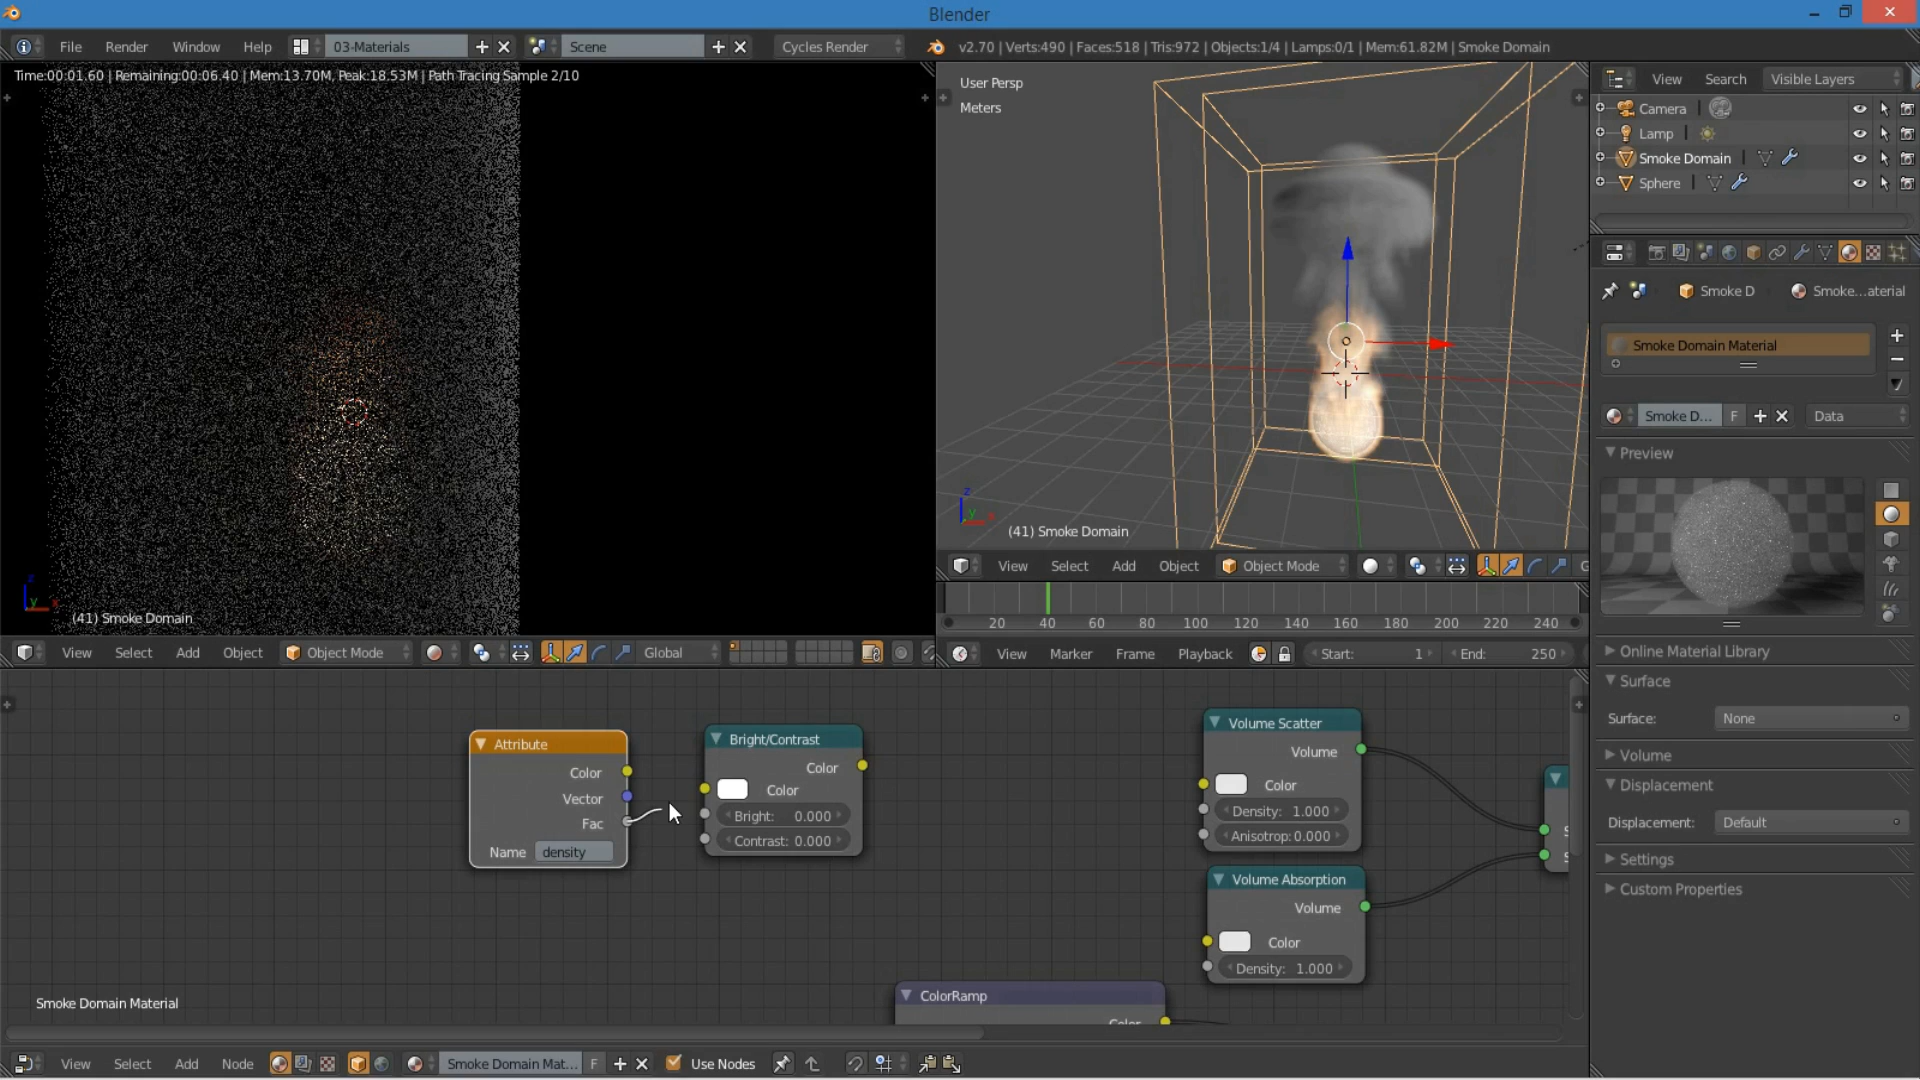 Blender
File Render Window Help 03-Materials Scene Cycles Render v2.70 | Verts:490 | Faces:518 | Tris:972 | Objects:1/4 | Lamps:0/1 | Mem:61.82M | Smoke Domain
Time:00:01.60 | Remaining:00:06.40 | Mem:13.70M, Peak:18.53M | Path Tracing Sample 2/10
User Persp
Meters
View Search Visible Layers
Camera
Lamp
Smoke Domain
Sphere
Smoke D Smoke...aterial
Smoke Domain Material
Smoke D... F Data
Preview
(41) Smoke Domain
View Select Add Object Object Mode G
20 40 60 80 100 120 140 160 180 200 220 240
View Marker Frame Playback Start: 1 End: 250
z
y x
(41) Smoke Domain
View Select Add Object Object Mode Global
z
y x
Online Material Library
Surface
Surface: None
Volume
Displacement
Displacement: Default
Settings
Custom Properties
Attribute
Color
Vector
Fac
Name density
Bright/Contrast
Color
Color
Bright: 0.000
Contrast: 0.000
Volume Scatter
Volume
Color
Density: 1.000
Anisotrop: 0.000
Volume Absorption
Volume
Color
Density: 1.000
ColorRamp
Color
Smoke Domain Material
View Select Add Node Smoke Domain Mat... F Use Nodes